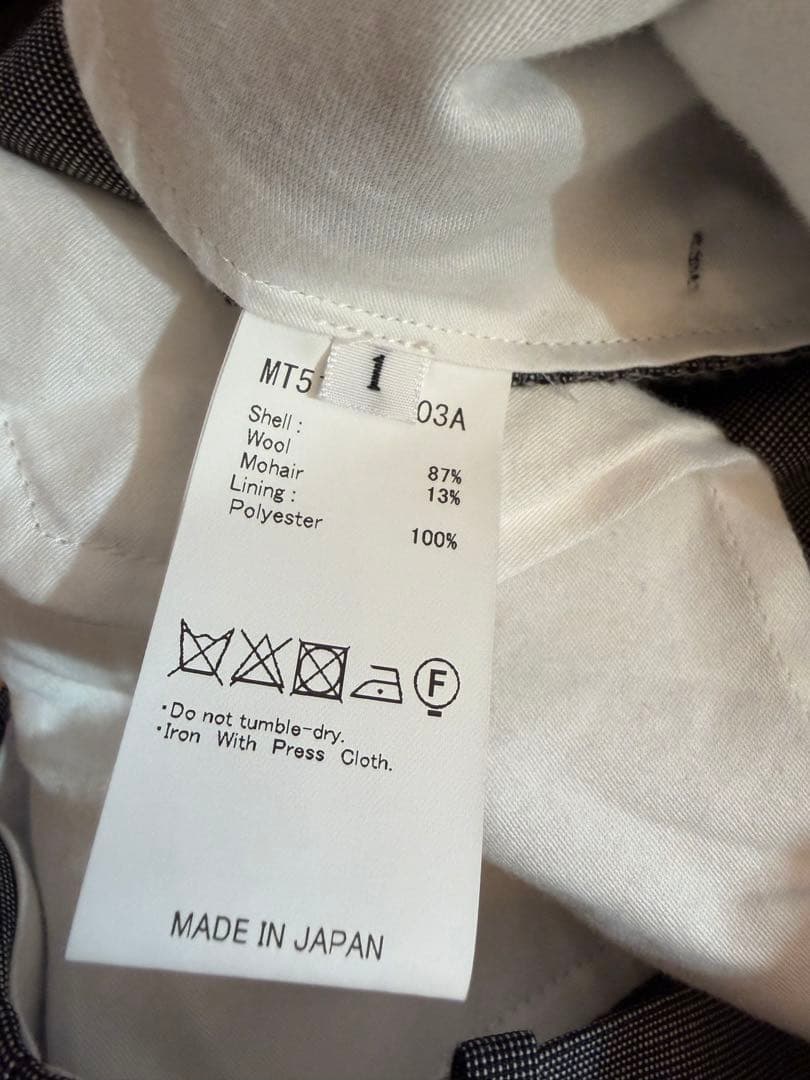 1
MT5 03A
Shell :
Wool 87%
Mohair 13%
Lining :
Polyester 100%
F
・Do not tumble-dry.
・Iron With Press Cloth.
MADE IN JAPAN